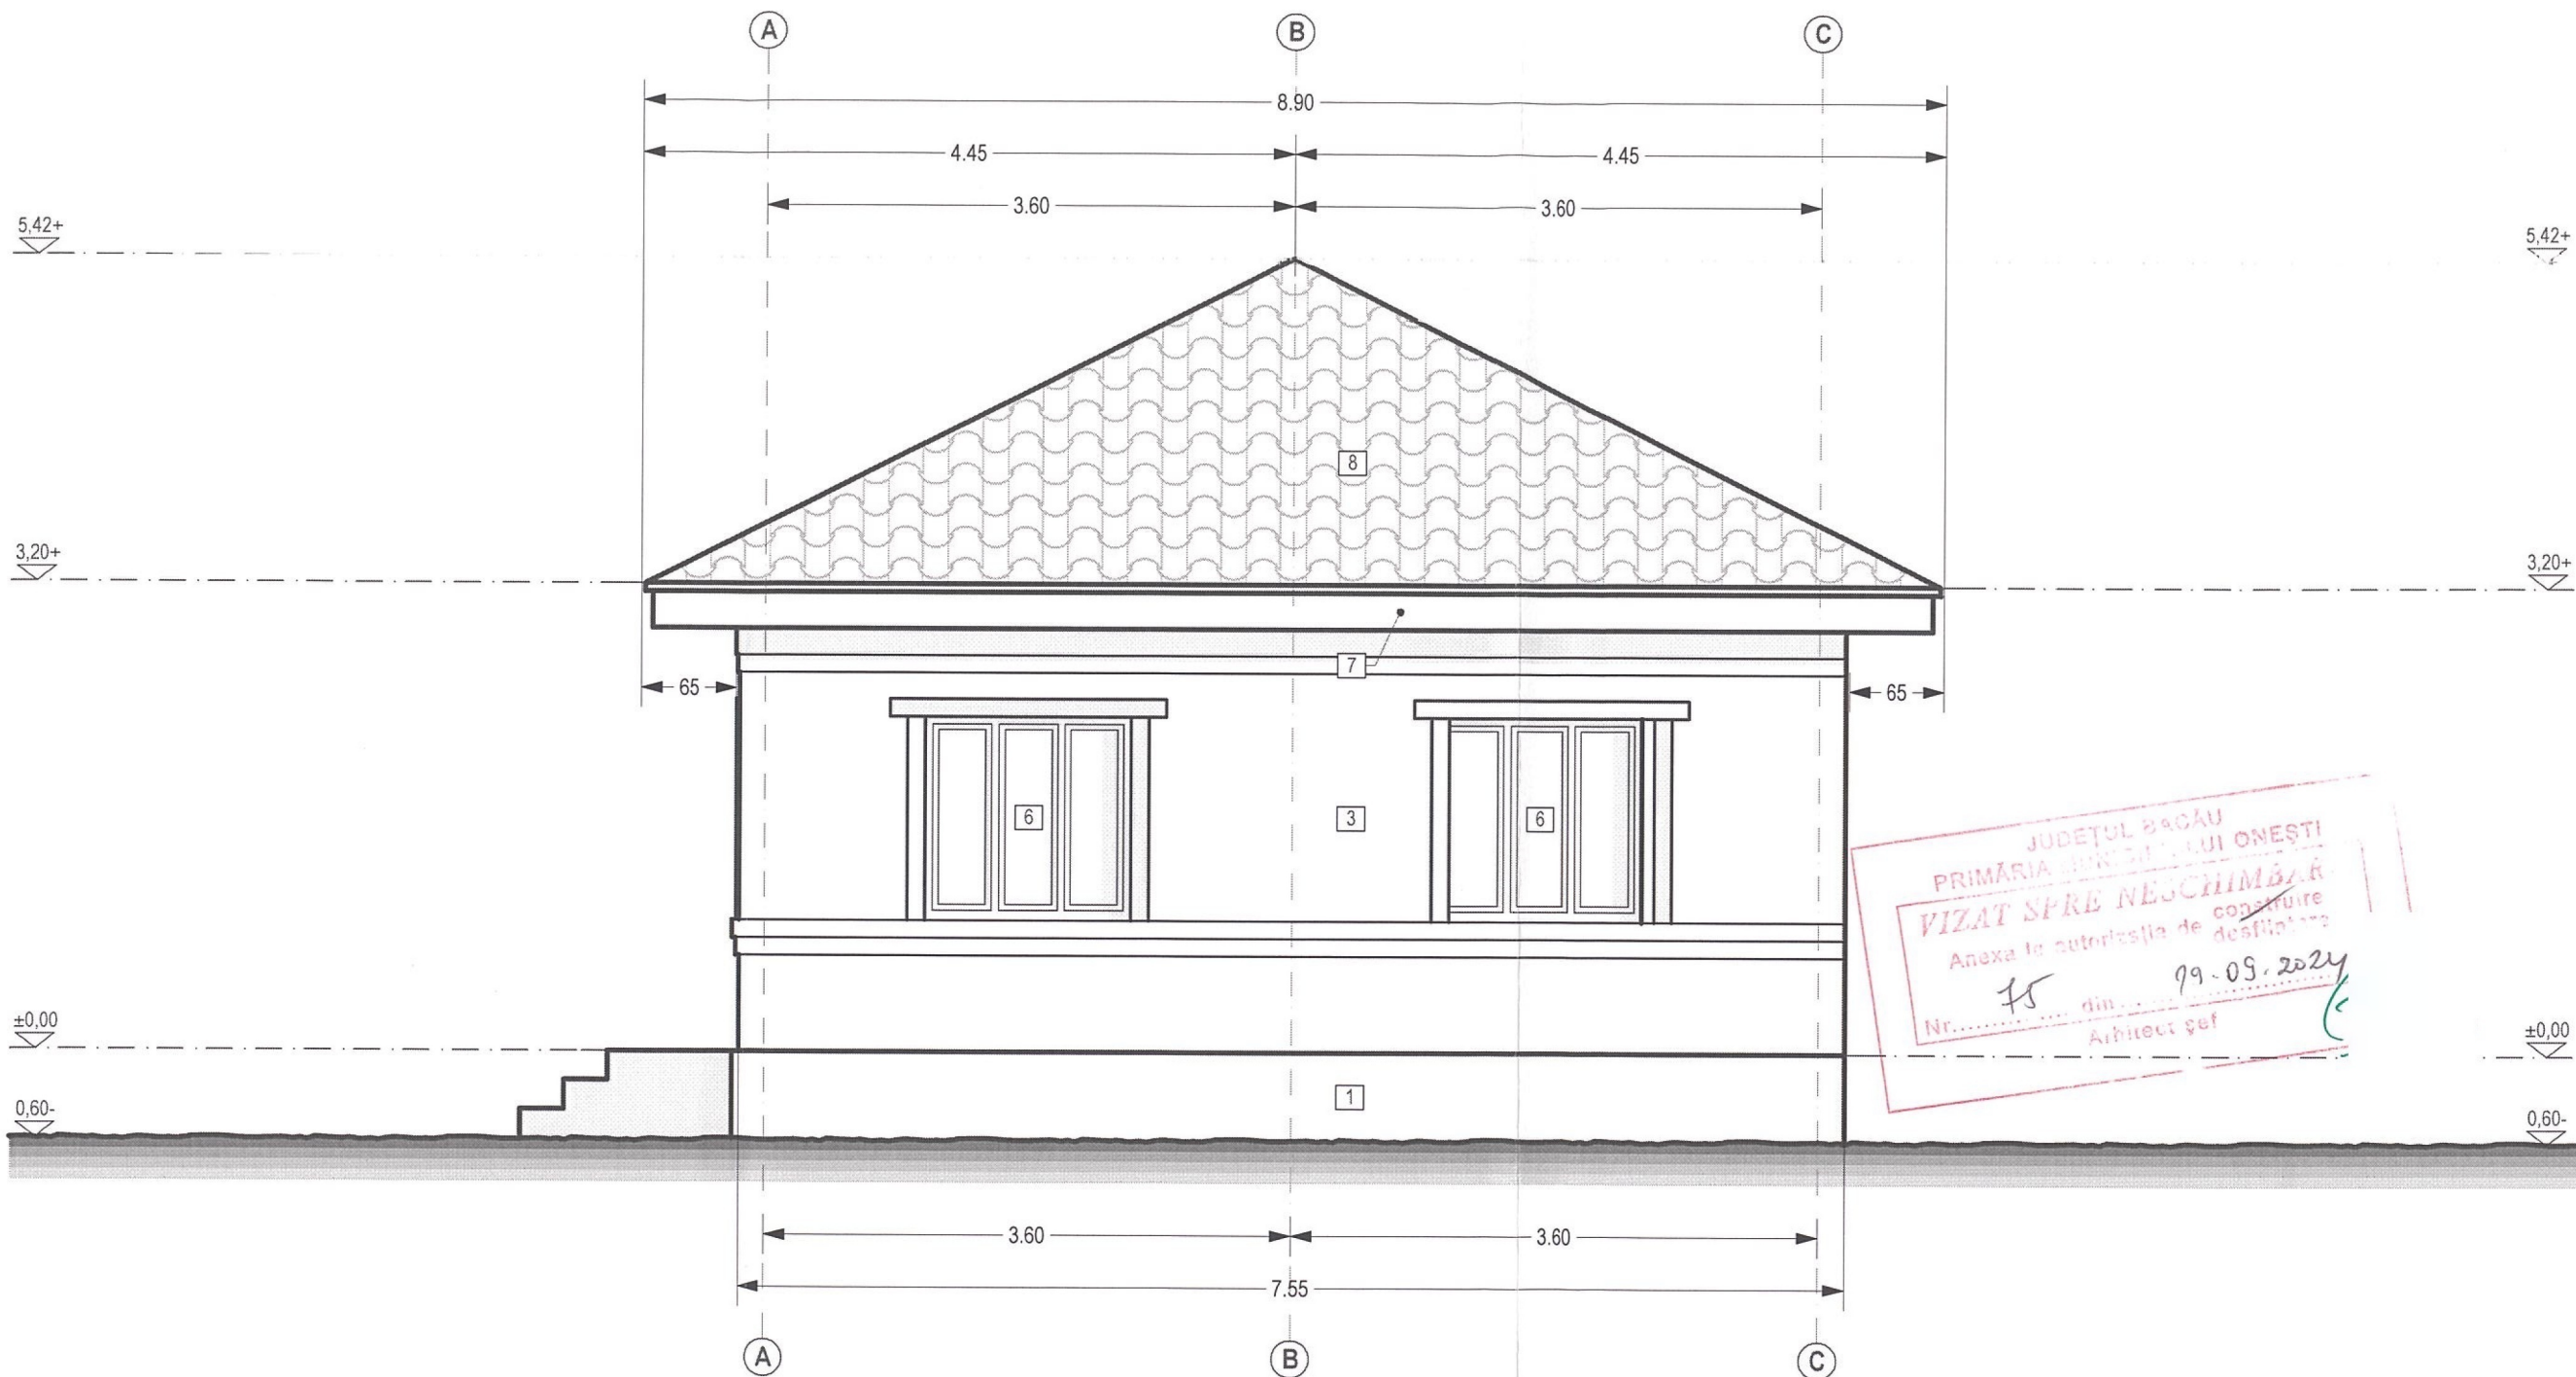 A B C
8.90
4.45 4.45
3.60 3.60
5,42+ 5,42+
8
3,20+ 3,20+
7
65 65
6 3 6
JUDEȚUL BACĂU
PRIMĂRIA LUI ONEȘTI
VIZAT SPRE NESCHIMBAR
Anexa la autorizația de construire
desființare
Nr. 75 din 19.09.2024
Arhitect șef
±0,00 ±0,00
1
0,60- 0,60-
3.60 3.60
7.55
A B C